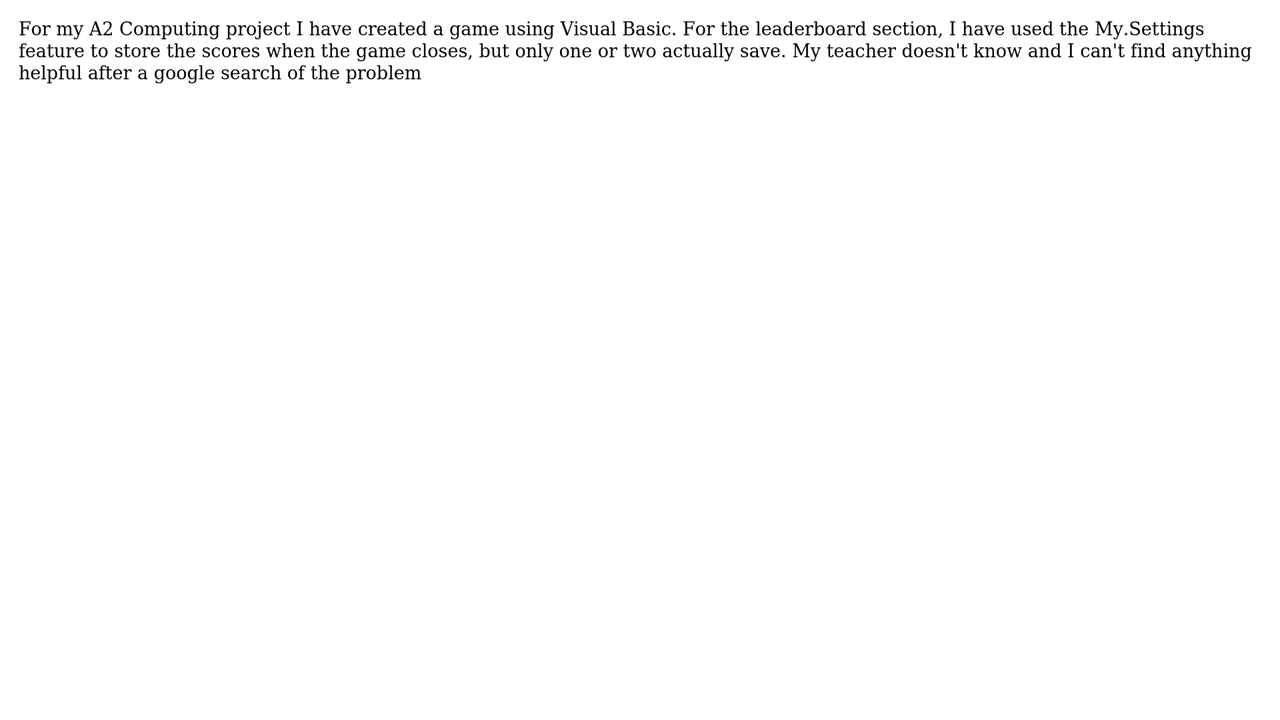 For my A2 Computing project I have created a game using Visual Basic. For the leaderboard section, I have used the My.Settings
feature to store the scores when the game closes, but only one or two actually save. My teacher doesn't know and I can't find anything
helpful after a google search of the problem